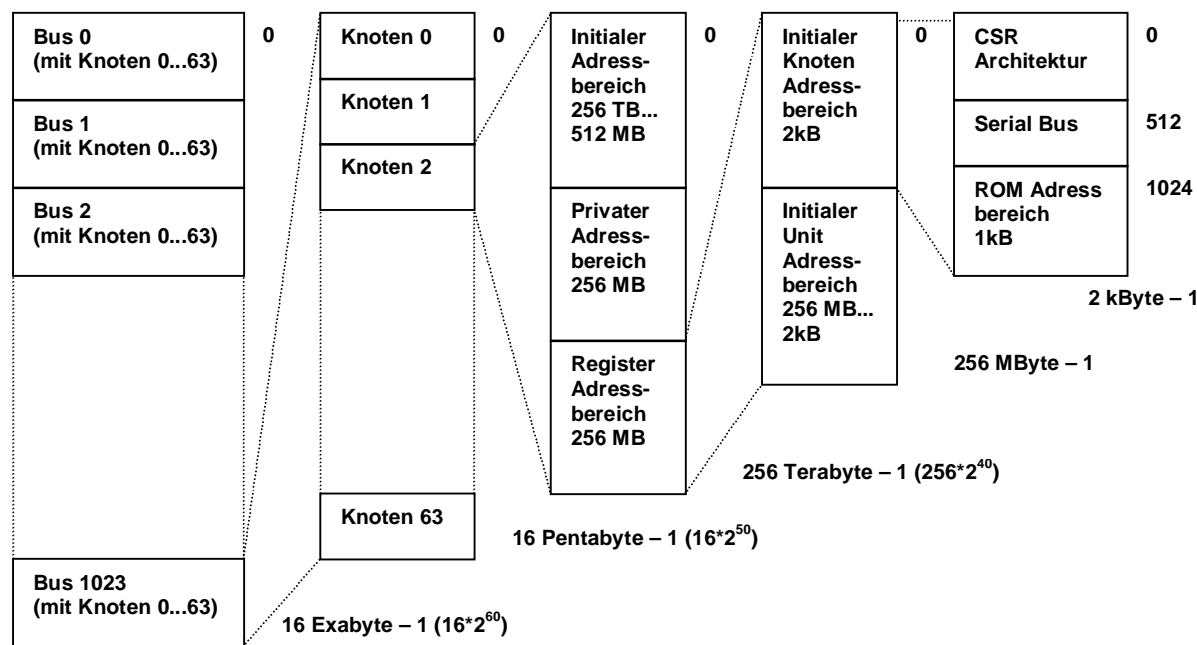 Bus 0
(mit Knoten 0...63)
0
Bus 1
(mit Knoten 0...63)
Bus 2
(mit Knoten 0...63)
Bus 1023
(mit Knoten 0...63)
16 Exabyte – 1 (16*2^60)
Knoten 0
0
Knoten 1
Knoten 2
Knoten 63
16 Pentabyte – 1 (16*2^50)
Initialer
Adress-
bereich
256 TB...
512 MB
0
Privater
Adress-
bereich
256 MB
Register
Adress-
bereich
256 MB
256 Terabyte – 1 (256*2^40)
Initialer
Knoten
Adress-
bereich
2kB
0
Initialer
Unit
Adress-
bereich
256 MB...
2kB
256 MByte – 1
CSR
Architektur
0
Serial Bus
512
ROM Adress
bereich
1kB
1024
2 kByte – 1